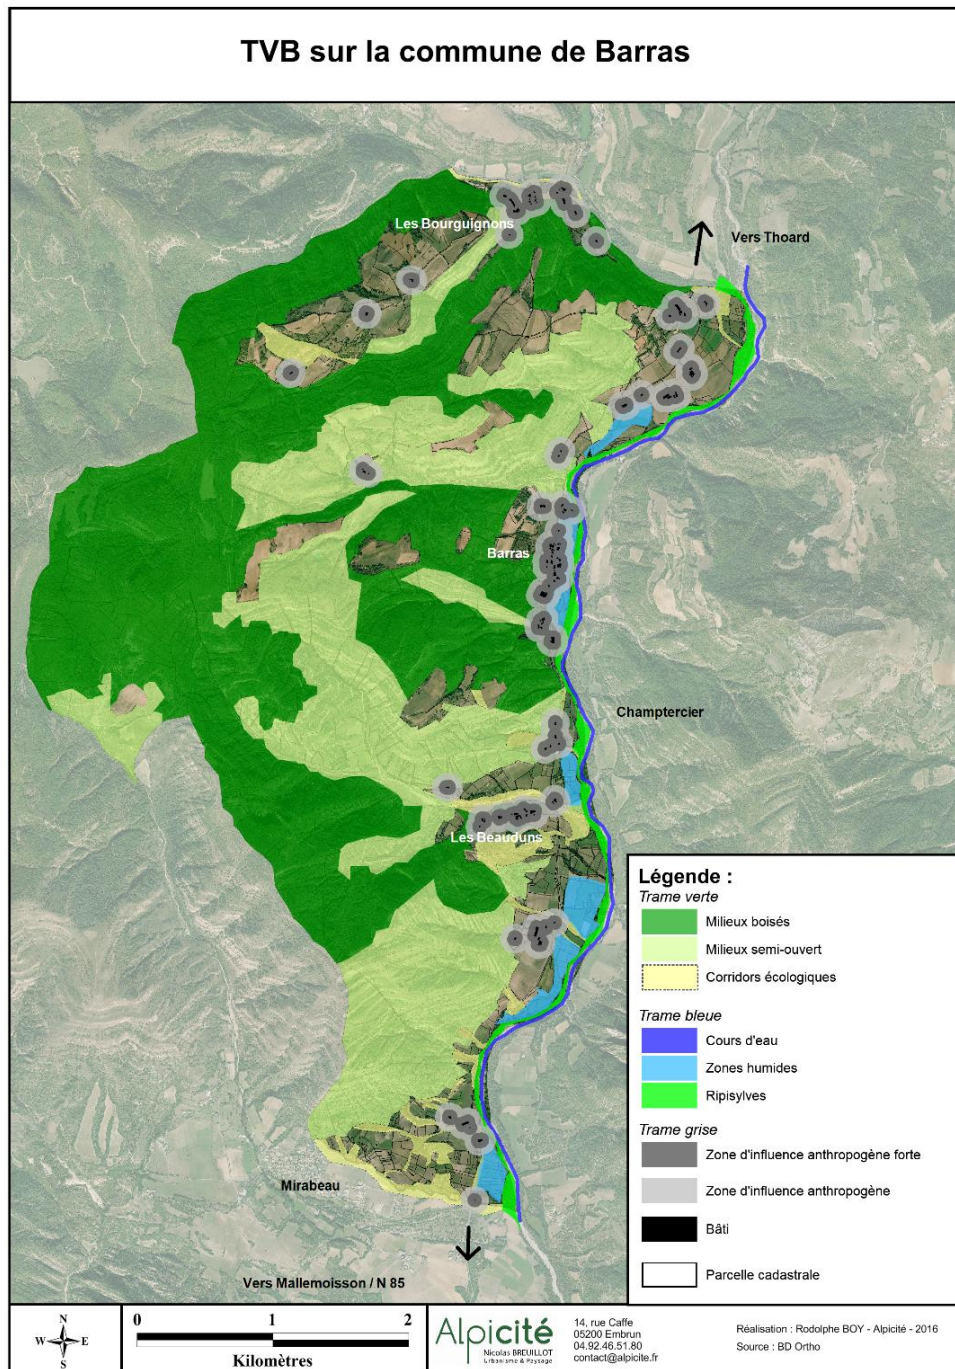 TVB sur la commune de Barras
Les Bourguignons
Vers Thoard
Barras
Champtercier
Les Beauduns
Mirabeau
Vers Mallemoisson / N 85
Légende :
Trame verte
Milieux boisés
Milieux semi-ouvert
Corridors écologiques
Trame bleue
Cours d'eau
Zones humides
Ripisylves
Trame grise
Zone d'influence anthropogène forte
Zone d'influence anthropogène
Bâti
Parcelle cadastrale
N
W E
S
0 1 2
Kilomètres
Alpicité
Nicolas BREUILLOT
Urbanisme & Paysage
14, rue Caffe
05200 Embrun
04.92.46.51.80
contact@alpicite.fr
Réalisation : Rodolphe BOY - Alpicité - 2016
Source : BD Ortho